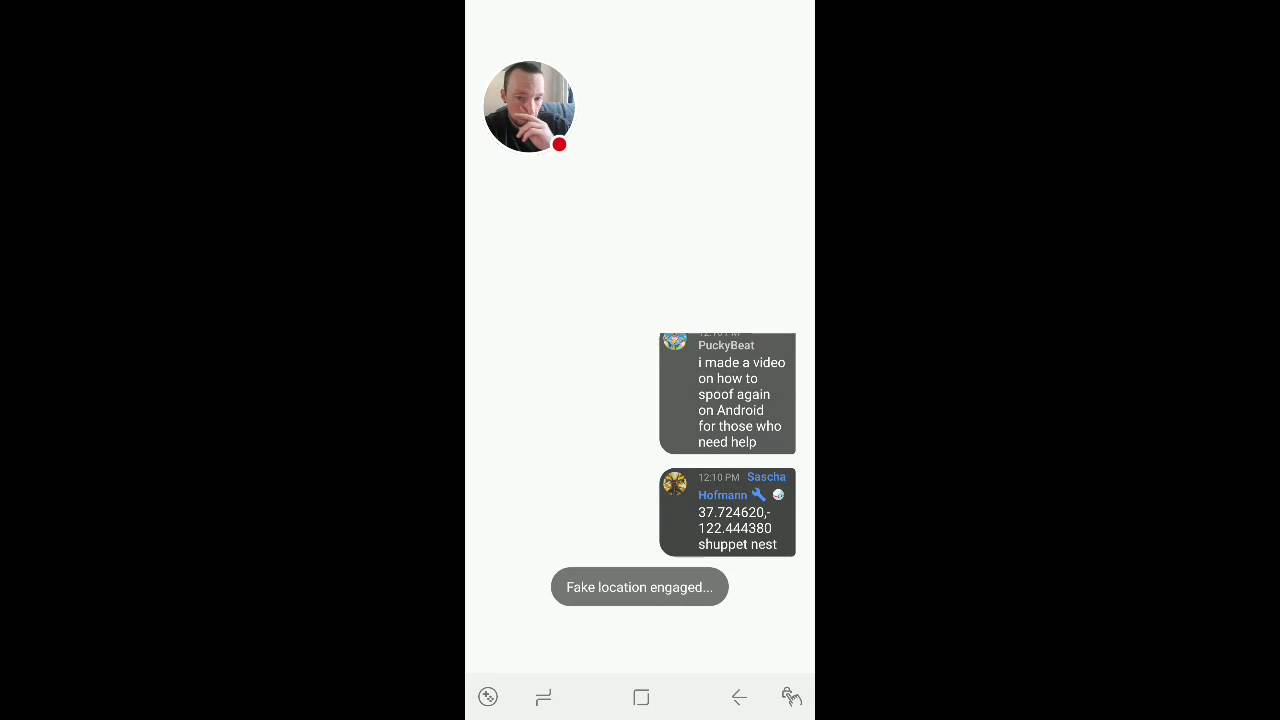 PuckyBeat
i made a video
on how to
spoof again
on Android
for those who
need help
12:10 PM Sascha
Hofmann
37.724620,-
122.444380
shuppet nest
Fake location engaged...